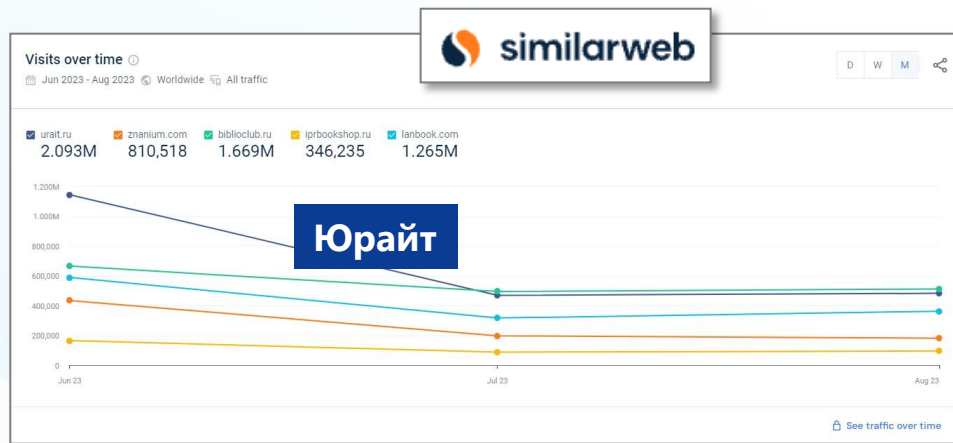 similarweb
Visits over time
Jun 2023 - Aug 2023 Worldwide All traffic
D W M
urait.ru znanium.com biblioclub.ru iprbookshop.ru lanbook.com
2.093M 810,518 1.669M 346,235 1.265M
1.200M
1.000M
800,000
600,000
400,000
200,000
0
Юрайт
Jun 23 Jul 23 Aug 23
See traffic over time